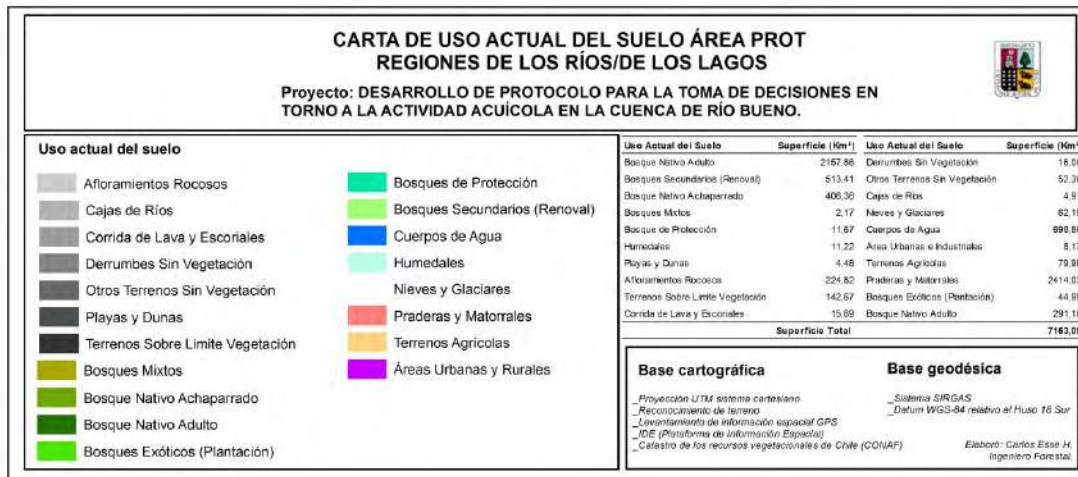 CARTA DE USO ACTUAL DEL SUELO ÁREA PROT
REGIONES DE LOS RÍOS/DE LOS LAGOS
Proyecto: DESARROLLO DE PROTOCOLO PARA LA TOMA DE DECISIONES EN
TORNO A LA ACTIVIDAD ACUÍCOLA EN LA CUENCA DE RÍO BUENO.
Uso actual del suelo
Afloramientos Rocosos
Cajas de Ríos
Corrida de Lava y Escoriales
Derrumbes Sin Vegetación
Otros Terrenos Sin Vegetación
Playas y Dunas
Terrenos Sobre Limite Vegetación
Bosques Mixtos
Bosque Nativo Achaparrado
Bosque Nativo Adulto
Bosques Exóticos (Plantación)
Bosques de Protección
Bosques Secundarios (Renoval)
Cuerpos de Agua
Humedales
Nieves y Glaciares
Praderas y Matorrales
Terrenos Agrícolas
Áreas Urbanas y Rurales
Uso Actual del Suelo Superficie (Km²) Uso Actual del Suelo Superficie (Km²
Bosque Nativo Adulto 2157,86 Derrumbes Sin Vegetación
Bosques Secundarios (Renoval) 513,41 Otros Terrenos Sin Vegetación
Bosque Nativo Achaparrado 406,36 Cajas de Ríos
Bosques Mixtos 2,17 Nieves y Glaciares
Bosque de Protección 11,67 Cuerpos de Agua
Humedales 11,22 Area Urbanas e Industriales
Playas y Dunas 4,48 Terrenos Agrícolas
Afloramientos Rocosos 224,82 Praderas y Matorrales
Terrenos Sobre Limite Vegetación 142,67 Bosques Exóticos (Plantación)
Corrida de Lava y Escoriales 15,69 Bosque Nativo Adulto
Superficie Total
Base cartográfica
_Proyección UTM sistema cartesiano
_Reconocimiento de terreno
_Levantamiento de información espacial GPS
_IDE (Plataforma de Información Espacial)
_Catastro de los recursos vegetacionales de Chile (CONAF)
Base geodésica
_Sistema SIRGAS
_Datum WGS-84 relativo al Huso 18 Sur
Elaboró: Carlos Esse H.
Ingeniero Forestal.